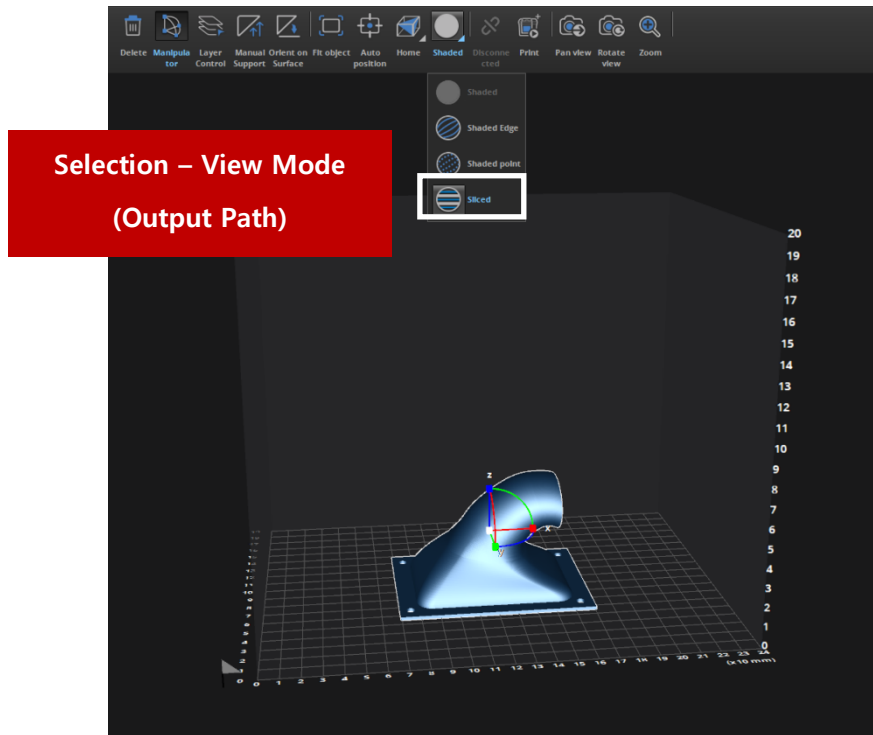 Delete Manipula Layer Manual Orient on Fit object Auto Home Shaded Disconne Print Pan view Rotate Zoom
tor Control Support Surface position cted view
Shaded
Shaded Edge
Shaded point
Sliced
Selection – View Mode
(Output Path)
20
19
18
17
16
15
14
13
12
11
10
9
8
7
6
5
4
3
2
1
0
z
x
y
0 1 2 3 4 5 6 7 8 9 10 11 12 13 14 15 16 17 18 19 20 21 22 23 24
(x10 mm)